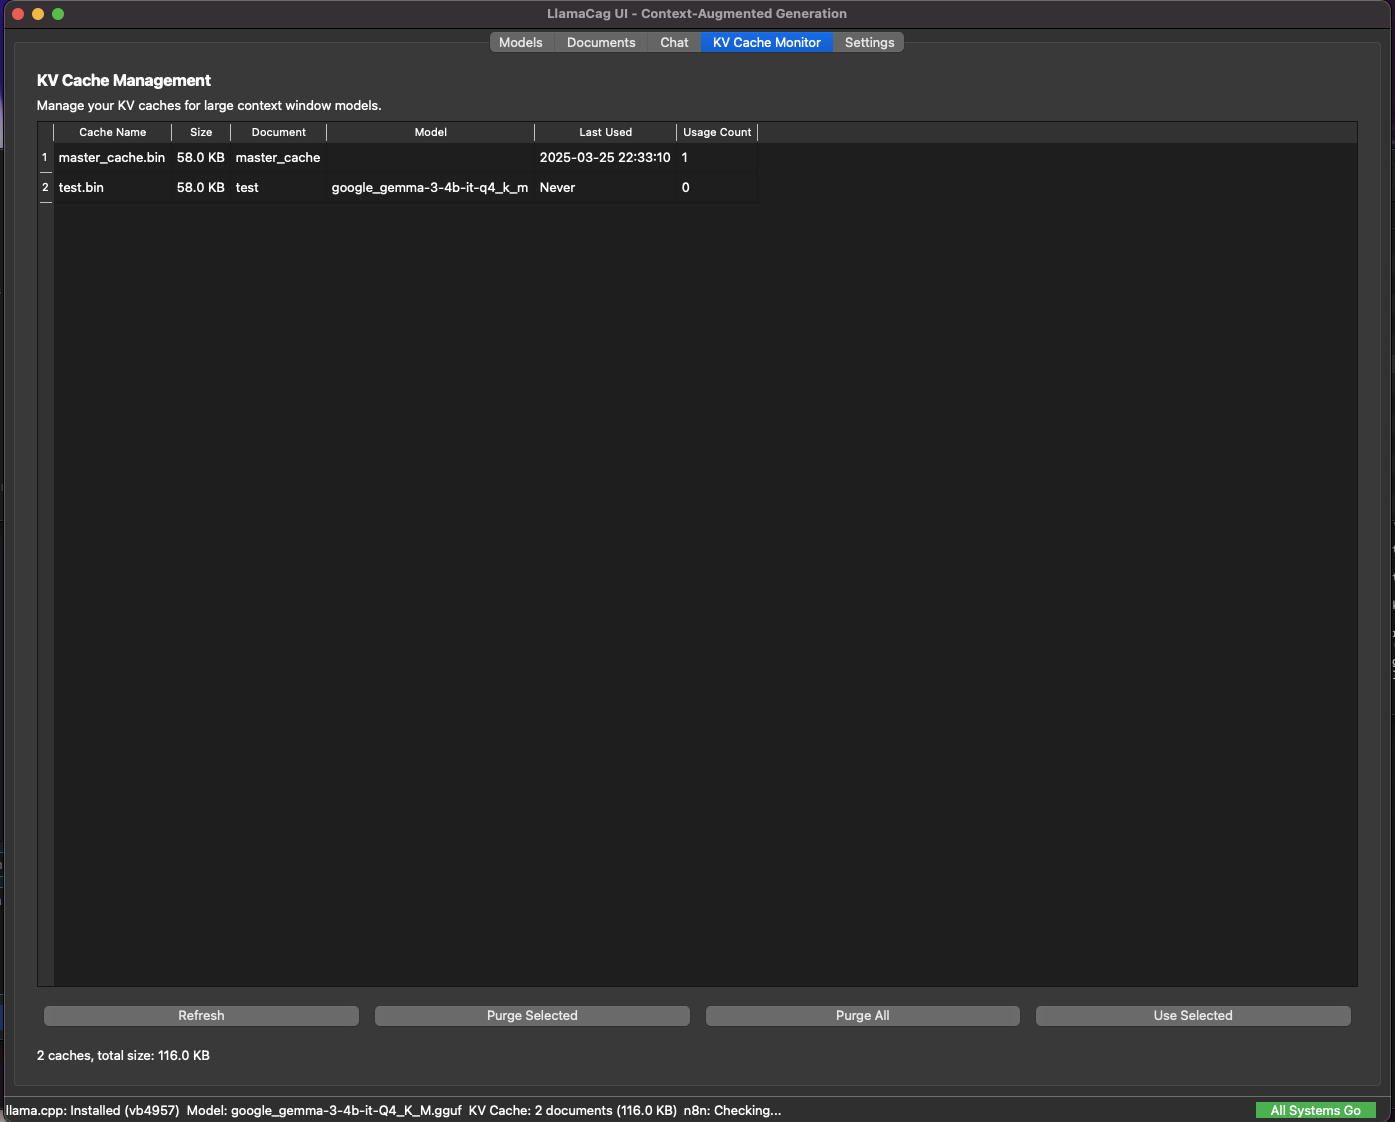 LlamaCag UI - Context-Augmented Generation
Models Documents Chat KV Cache Monitor Settings
KV Cache Management
Manage your KV caches for large context window models.
Cache Name Size Document Model Last Used Usage Count
1 master_cache.bin 58.0 KB master_cache 2025-03-25 22:33:10 1
2 test.bin 58.0 KB test google_gemma-3-4b-it-q4_k_m Never 0
Refresh Purge Selected Purge All Use Selected
2 caches, total size: 116.0 KB
llama.cpp: Installed (vb4957) Model: google_gemma-3-4b-it-Q4_K_M.gguf KV Cache: 2 documents (116.0 KB) n8n: Checking... All Systems Go